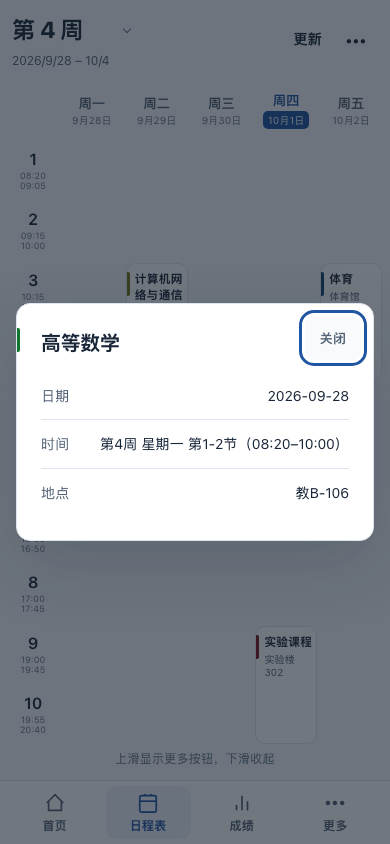 第 4 周
更新
2026/9/28 – 10/4
周一 周二 周三 周四 周五
9月28日 9月29日 9月30日 10月1日 10月2日
1
08:20
09:05
2
09:15
10:00
3
10:15
计算机网
络与通信
体育
体育馆
高等数学
关闭
日期 2026-09-28
时间 第4周 星期一 第1-2节（08:20–10:00）
地点 教B-106
16:50
8
17:00
17:45
9
19:00
19:45
实验课程
实验楼
302
10
19:55
20:40
上滑显示更多按钮，下滑收起
首页 日程表 成绩 更多